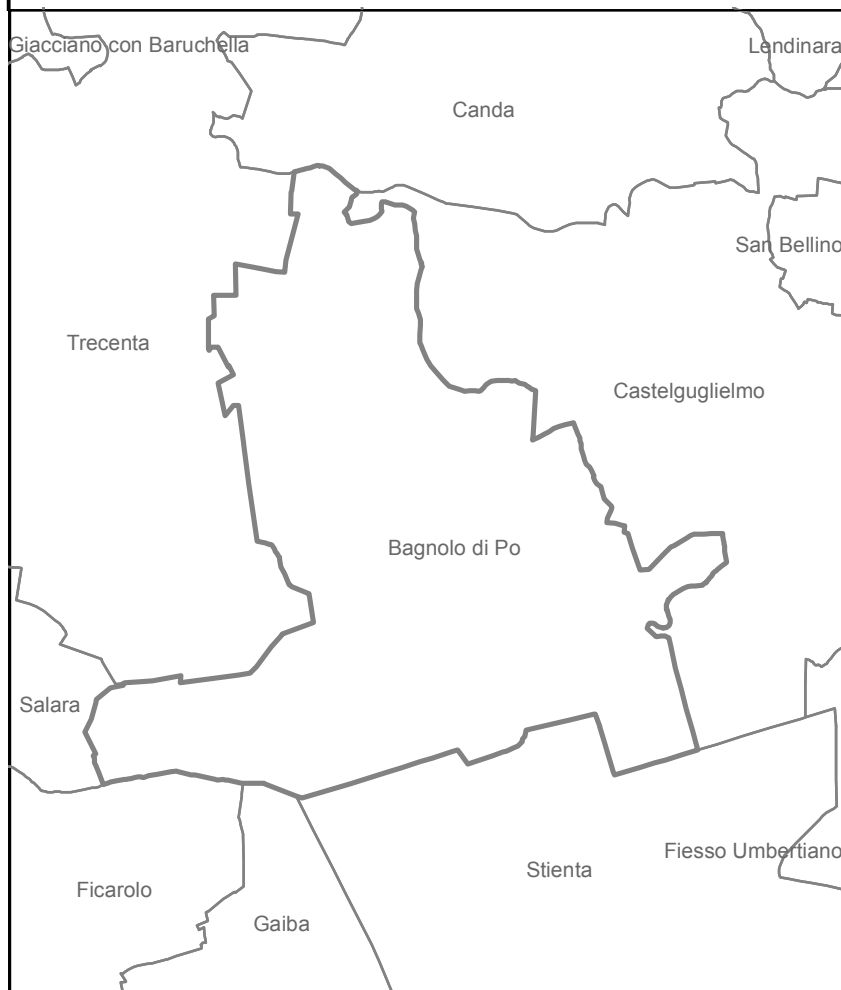 Giacciano con Baruchella
Lendinara
Canda
San Bellino
Trecenta
Castelguglielmo
Bagnolo di Po
Salara
Fiesso Umbertiano
Stienta
Ficarolo
Gaiba